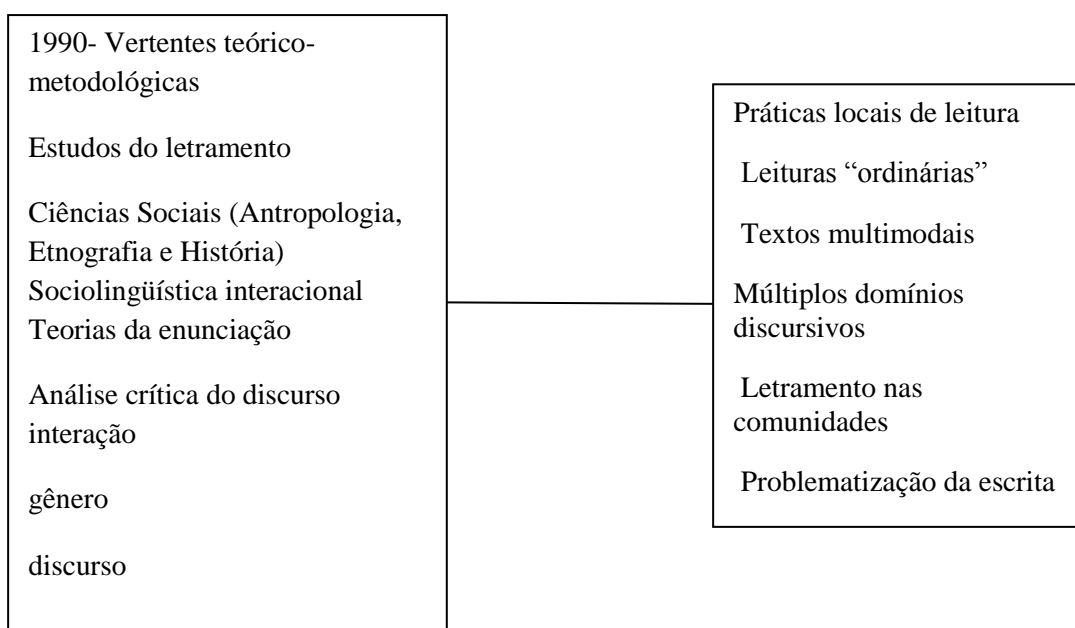 1990- Vertentes teórico-
metodológicas
Estudos do letramento
Ciências Sociais (Antropologia,
Etnografia e História)
Sociolingüística interacional
Teorias da enunciação
Análise crítica do discurso
interação
gênero
discurso
Práticas locais de leitura
Leituras “ordinárias”
Textos multimodais
Múltiplos domínios
discursivos
Letramento nas
comunidades
Problematização da escrita